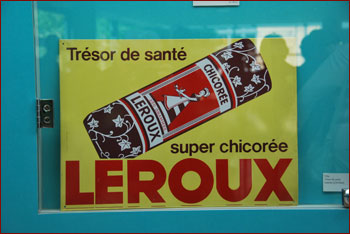 Trésor de santé
CHICORÉE
LEROUX
super chicorée
LEROUX